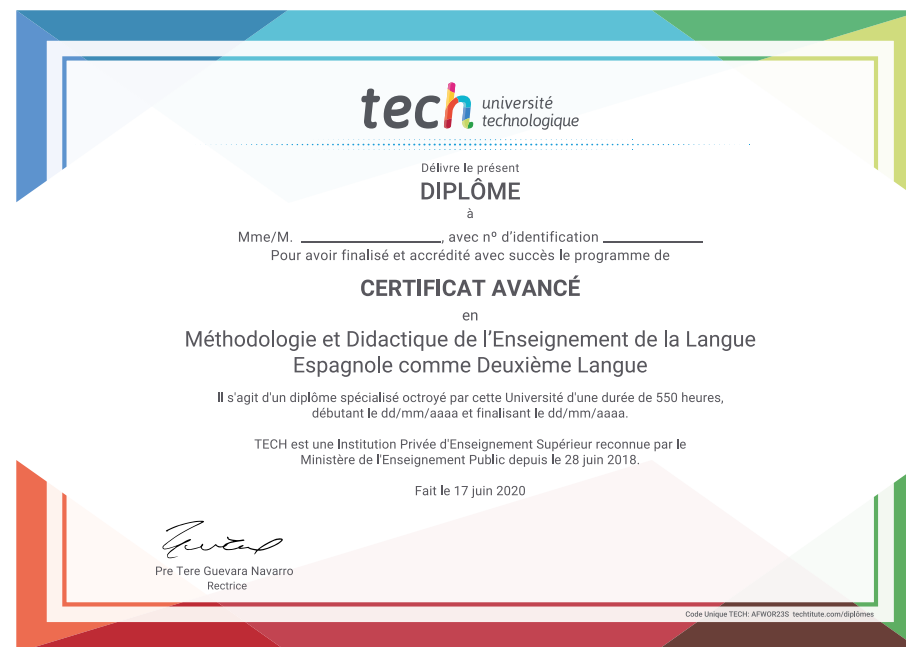 tech université
technologique
Délivre le présent
DIPLÔME
à
Mme/M. ____________________, avec nº d'identification ______________
Pour avoir finalisé et accrédité avec succès le programme de
CERTIFICAT AVANCÉ
en
Méthodologie et Didactique de l'Enseignement de la Langue
Espagnole comme Deuxième Langue
Il s'agit d'un diplôme spécialisé octroyé par cette Université d'une durée de 550 heures,
débutant le dd/mm/aaaa et finalisant le dd/mm/aaaa.
TECH est une Institution Privée d'Enseignement Supérieur reconnue par le
Ministère de l'Enseignement Public depuis le 28 juin 2018.
Fait le 17 juin 2020
Pre Tere Guevara Navarro
Rectrice
Code Unique TECH: AFWOR23S techtitute.com/diplômes